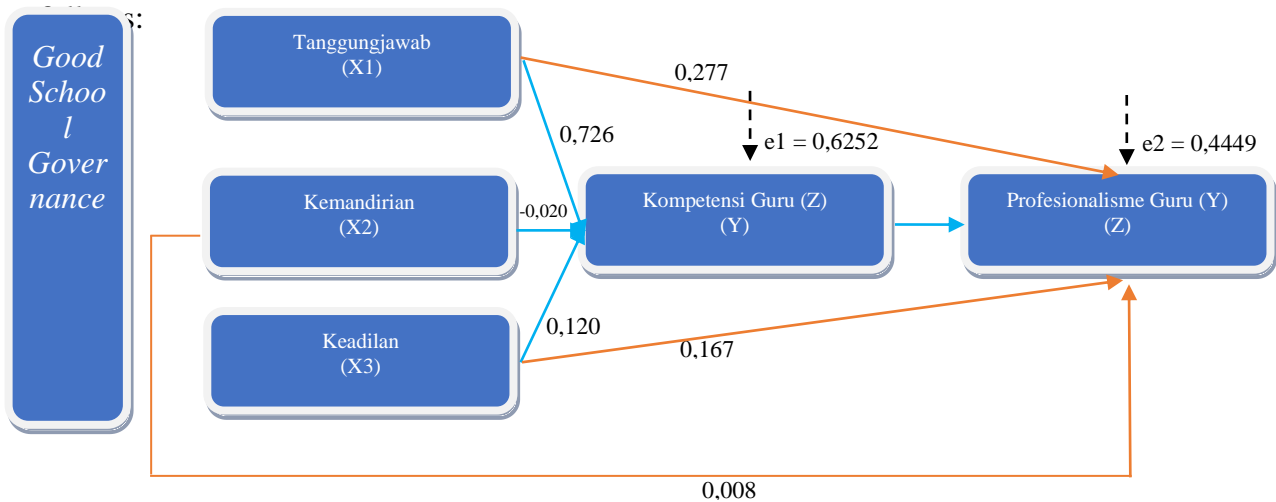 s:
Good
Schoo
l
Gover
nance
Tanggungjawab
(X1)
0,277
0,726
e1 = 0,6252
e2 = 0,4449
Kemandirian
(X2)
-0,020
Kompetensi Guru (Z)
(Y)
Profesionalisme Guru (Y)
(Z)
0,120
0,167
Keadilan
(X3)
0,008